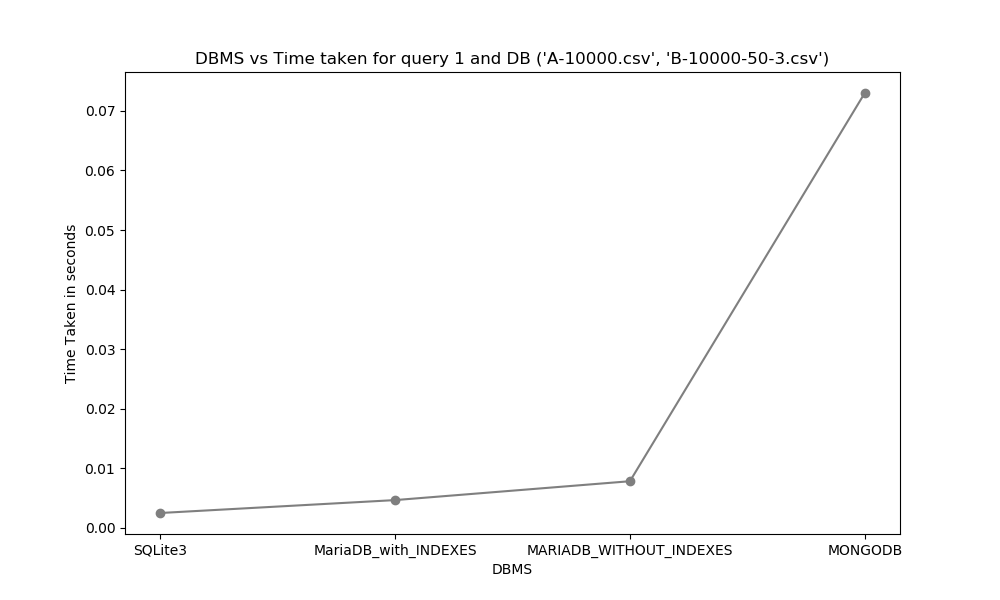 DBMS vs Time taken for query 1 and DB ('A-10000.csv', 'B-10000-50-3.csv')
Time Taken in seconds
0.07
0.06
0.05
0.04
0.03
0.02
0.01
0.00
SQLite3 MariaDB_with_INDEXES MARIADB_WITHOUT_INDEXES MONGODB
DBMS